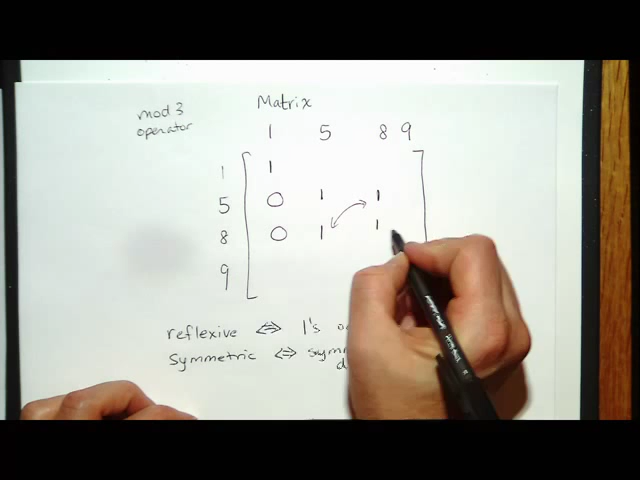 mod 3
operator
Matrix
1 5 8 9
1 1
5 0 1 1
8 0 1 1
9
reflexive ⇔ 1's
Symmetric ⇔